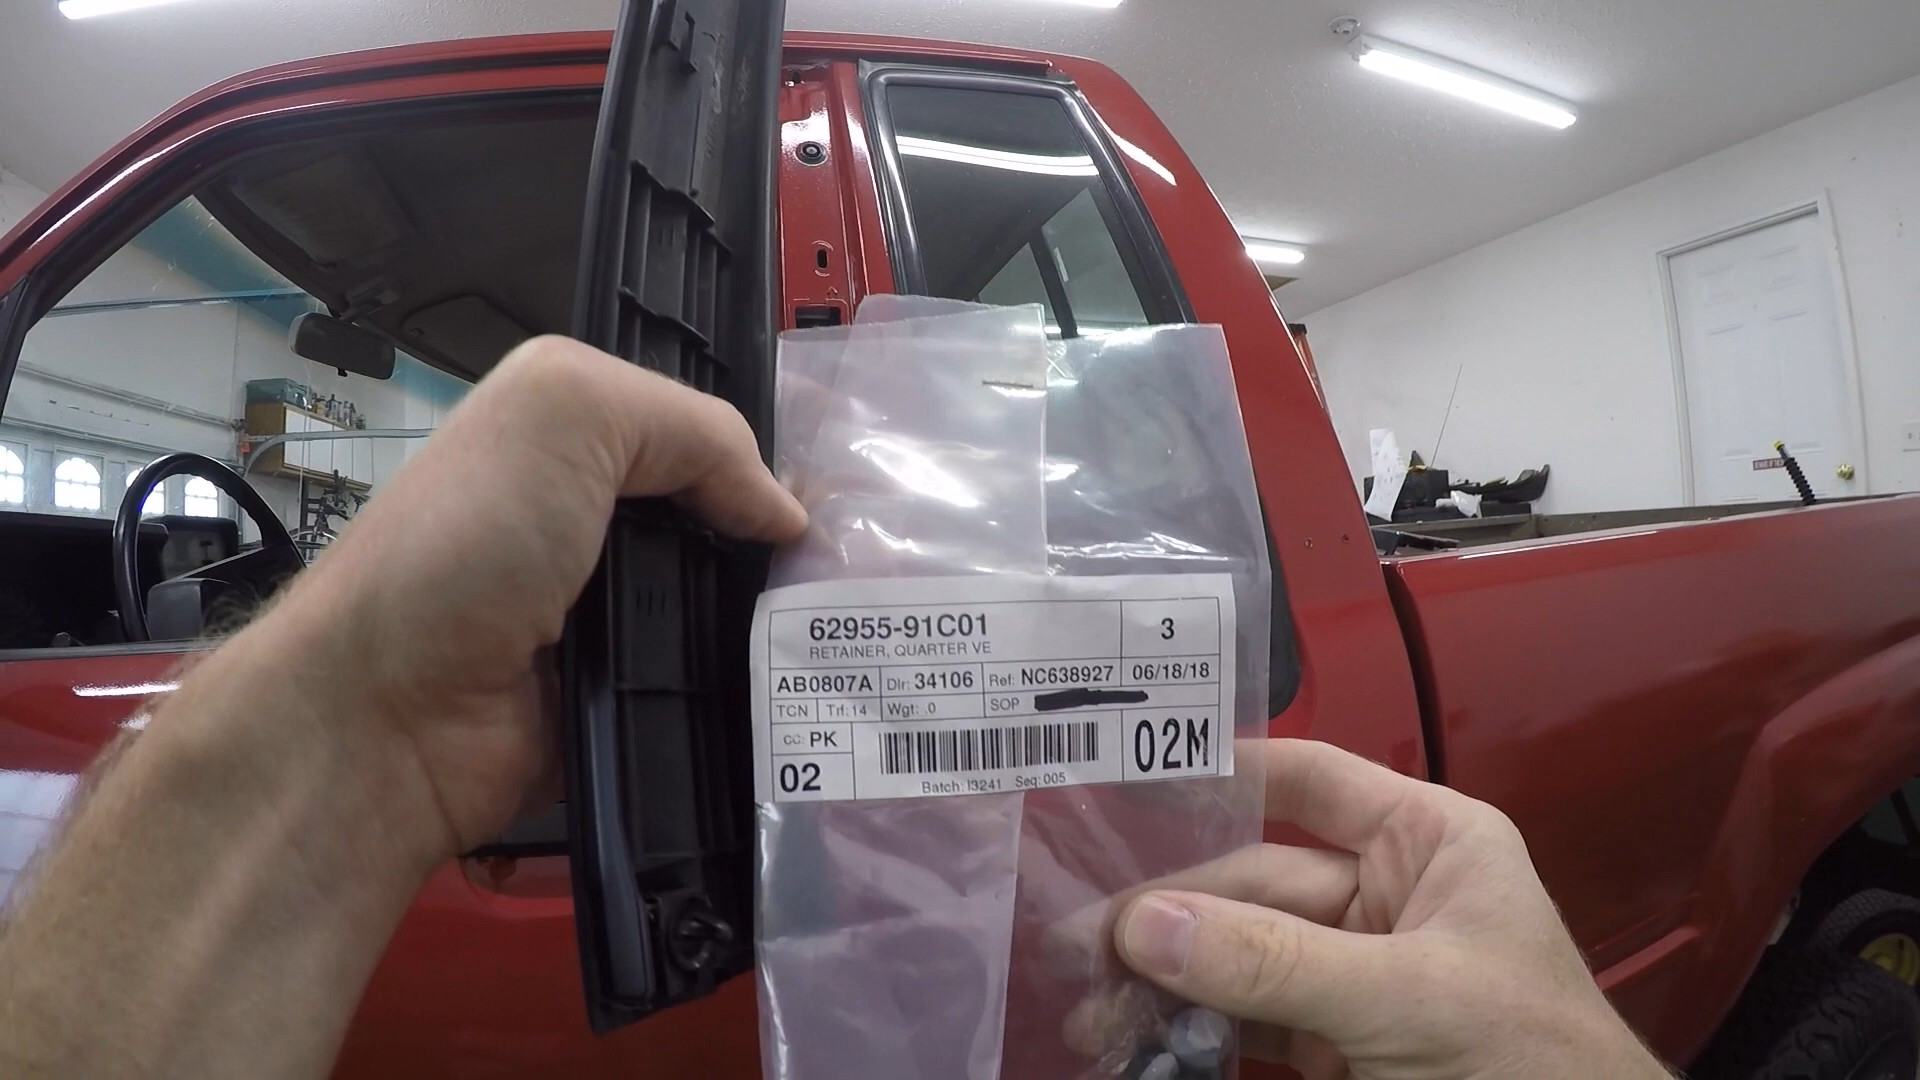 62955-91C01
RETAINER, QUARTER VE
3
AB0807A
Dlr: 34106
Ref: NC638927
06/18/18
TCN
Trf: 14
Wgt: .0
SOP
CC: PK
02
02M
Batch: I3241 Seq: 005